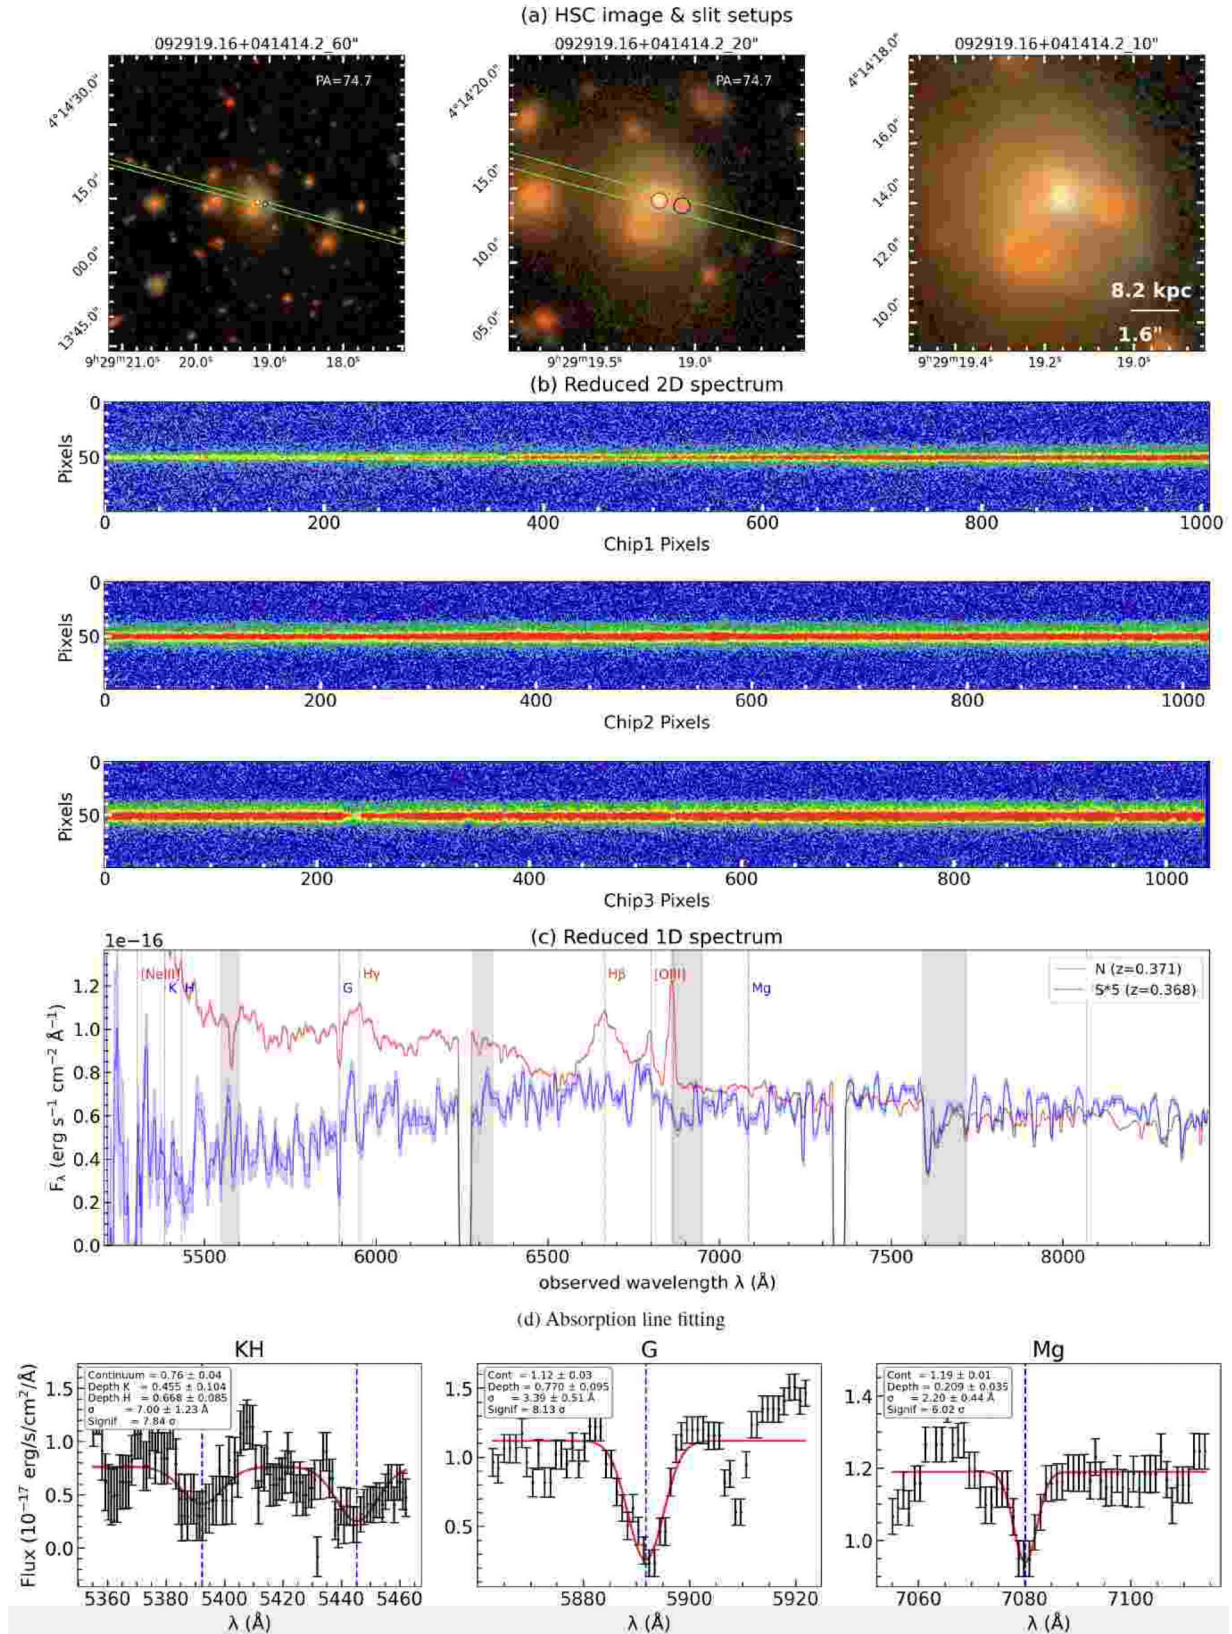 (a) HSC image & slit setups
092919.16+041414.2_60"
092919.16+041414.2_20"
092919.16+041414.2_10"
PA=74.7
PA=74.7
4°14'30.0"
15.0"
00.0"
13'45.0"
4°14'20.0"
15.0"
10.0"
05.0"
4°14'18.0"
16.0"
14.0"
12.0"
10.0"
8.2 kpc
1.6"
9ʰ29ᵐ21.0ˢ 20.0ˢ 19.0ˢ 18.0ˢ
9ʰ29ᵐ19.5ˢ 19.0ˢ
9ʰ29ᵐ19.4ˢ 19.2ˢ 19.0ˢ
(b) Reduced 2D spectrum
0
50
Pixels
0 200 400 600 800 1000
Chip1 Pixels
0
50
Pixels
0 200 400 600 800 1000
Chip2 Pixels
0
50
Pixels
0 200 400 600 800 1000
Chip3 Pixels
1e−16
(c) Reduced 1D spectrum
[NeIII]
K H
G
Hγ
Hβ
[OIII]
Mg
N (z=0.371)
S*5 (z=0.368)
1.2
1.0
0.8
0.6
0.4
0.2
0.0
F_λ (erg s⁻¹ cm⁻² Å⁻¹)
5500 6000 6500 7000 7500 8000
observed wavelength λ (Å)
(d) Absorption line fitting
KH
G
Mg
Continuum = 0.76 ± 0.04
Depth K = 0.455 ± 0.104
Depth H = 0.668 ± 0.085
σ = 7.00 ± 1.23 Å
Signif = 7.84 σ
Cont = 1.12 ± 0.03
Depth = 0.770 ± 0.095
σ = 3.39 ± 0.51 Å
Signif = 8.13 σ
Cont = 1.19 ± 0.01
Depth = 0.209 ± 0.035
σ = 2.20 ± 0.44 Å
Signif = 6.02 σ
Flux (10⁻¹⁷ erg/s/cm²/Å)
1.5
1.0
0.5
0.0
1.5
1.0
0.5
1.4
1.2
1.0
5360 5380 5400 5420 5440 5460
5880 5900 5920
7060 7080 7100
λ (Å)
λ (Å)
λ (Å)